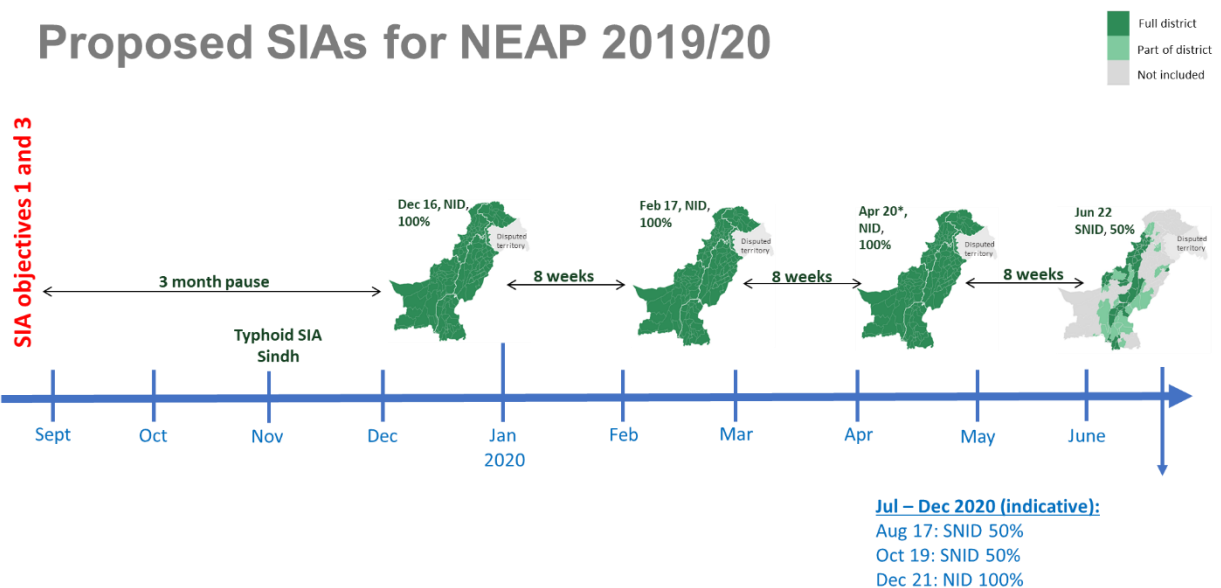 Proposed SIAs for NEAP 2019/20
Full district
Part of district
Not included
SIA objectives 1 and 3
Dec 16, NID,
100%
Disputed
territory
Feb 17, NID,
100%
Disputed
territory
Apr 20*,
NID,
100%
Disputed
territory
Jun 22
SNID, 50%
Disputed
territory
3 month pause
8 weeks
8 weeks
8 weeks
Typhoid SIA
Sindh
Sept
Oct
Nov
Dec
Jan
2020
Feb
Mar
Apr
May
June
Jul – Dec 2020 (indicative):
Aug 17: SNID 50%
Oct 19: SNID 50%
Dec 21: NID 100%